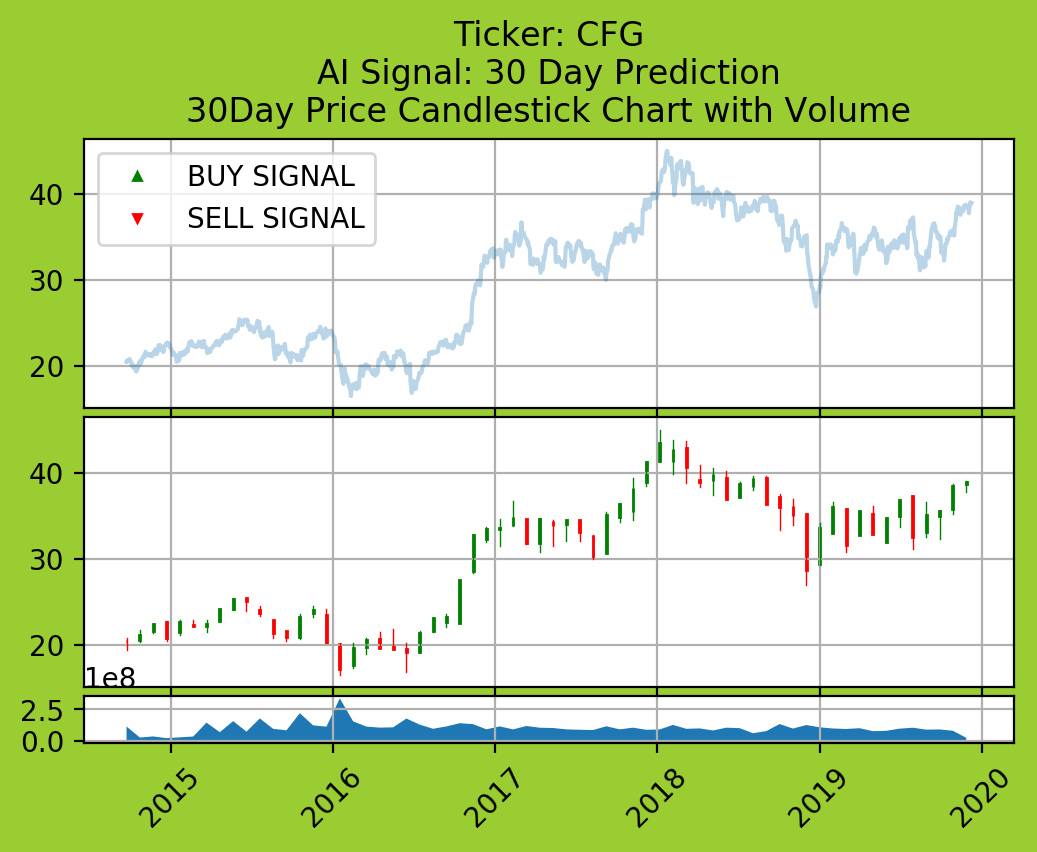 Ticker: CFG
AI Signal: 30 Day Prediction
30Day Price Candlestick Chart with Volume
BUY SIGNAL
SELL SIGNAL
40
30
20
40
30
20
1e8
2.5
0.0
2015 2016 2017 2018 2019 2020